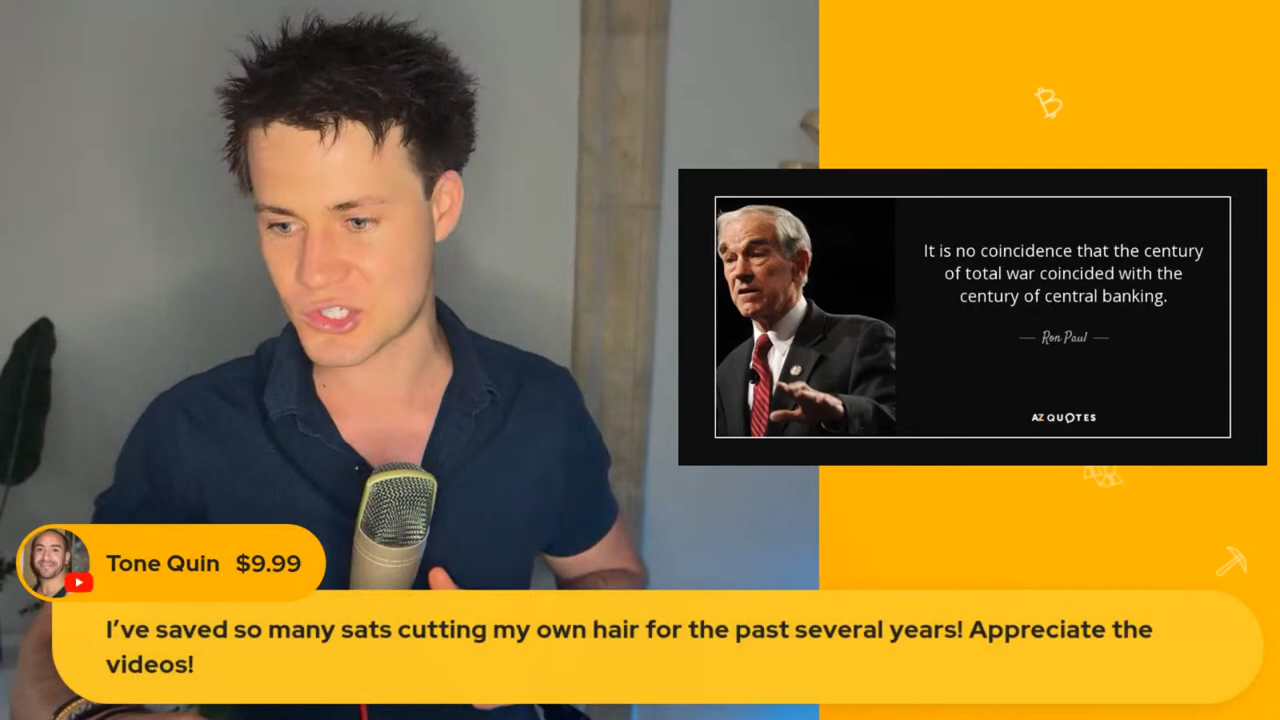 It is no coincidence that the century
of total war coincided with the
century of central banking.
— Ron Paul —
AZ QUOTES
Tone Quin $9.99
I’ve saved so many sats cutting my own hair for the past several years! Appreciate the
videos!